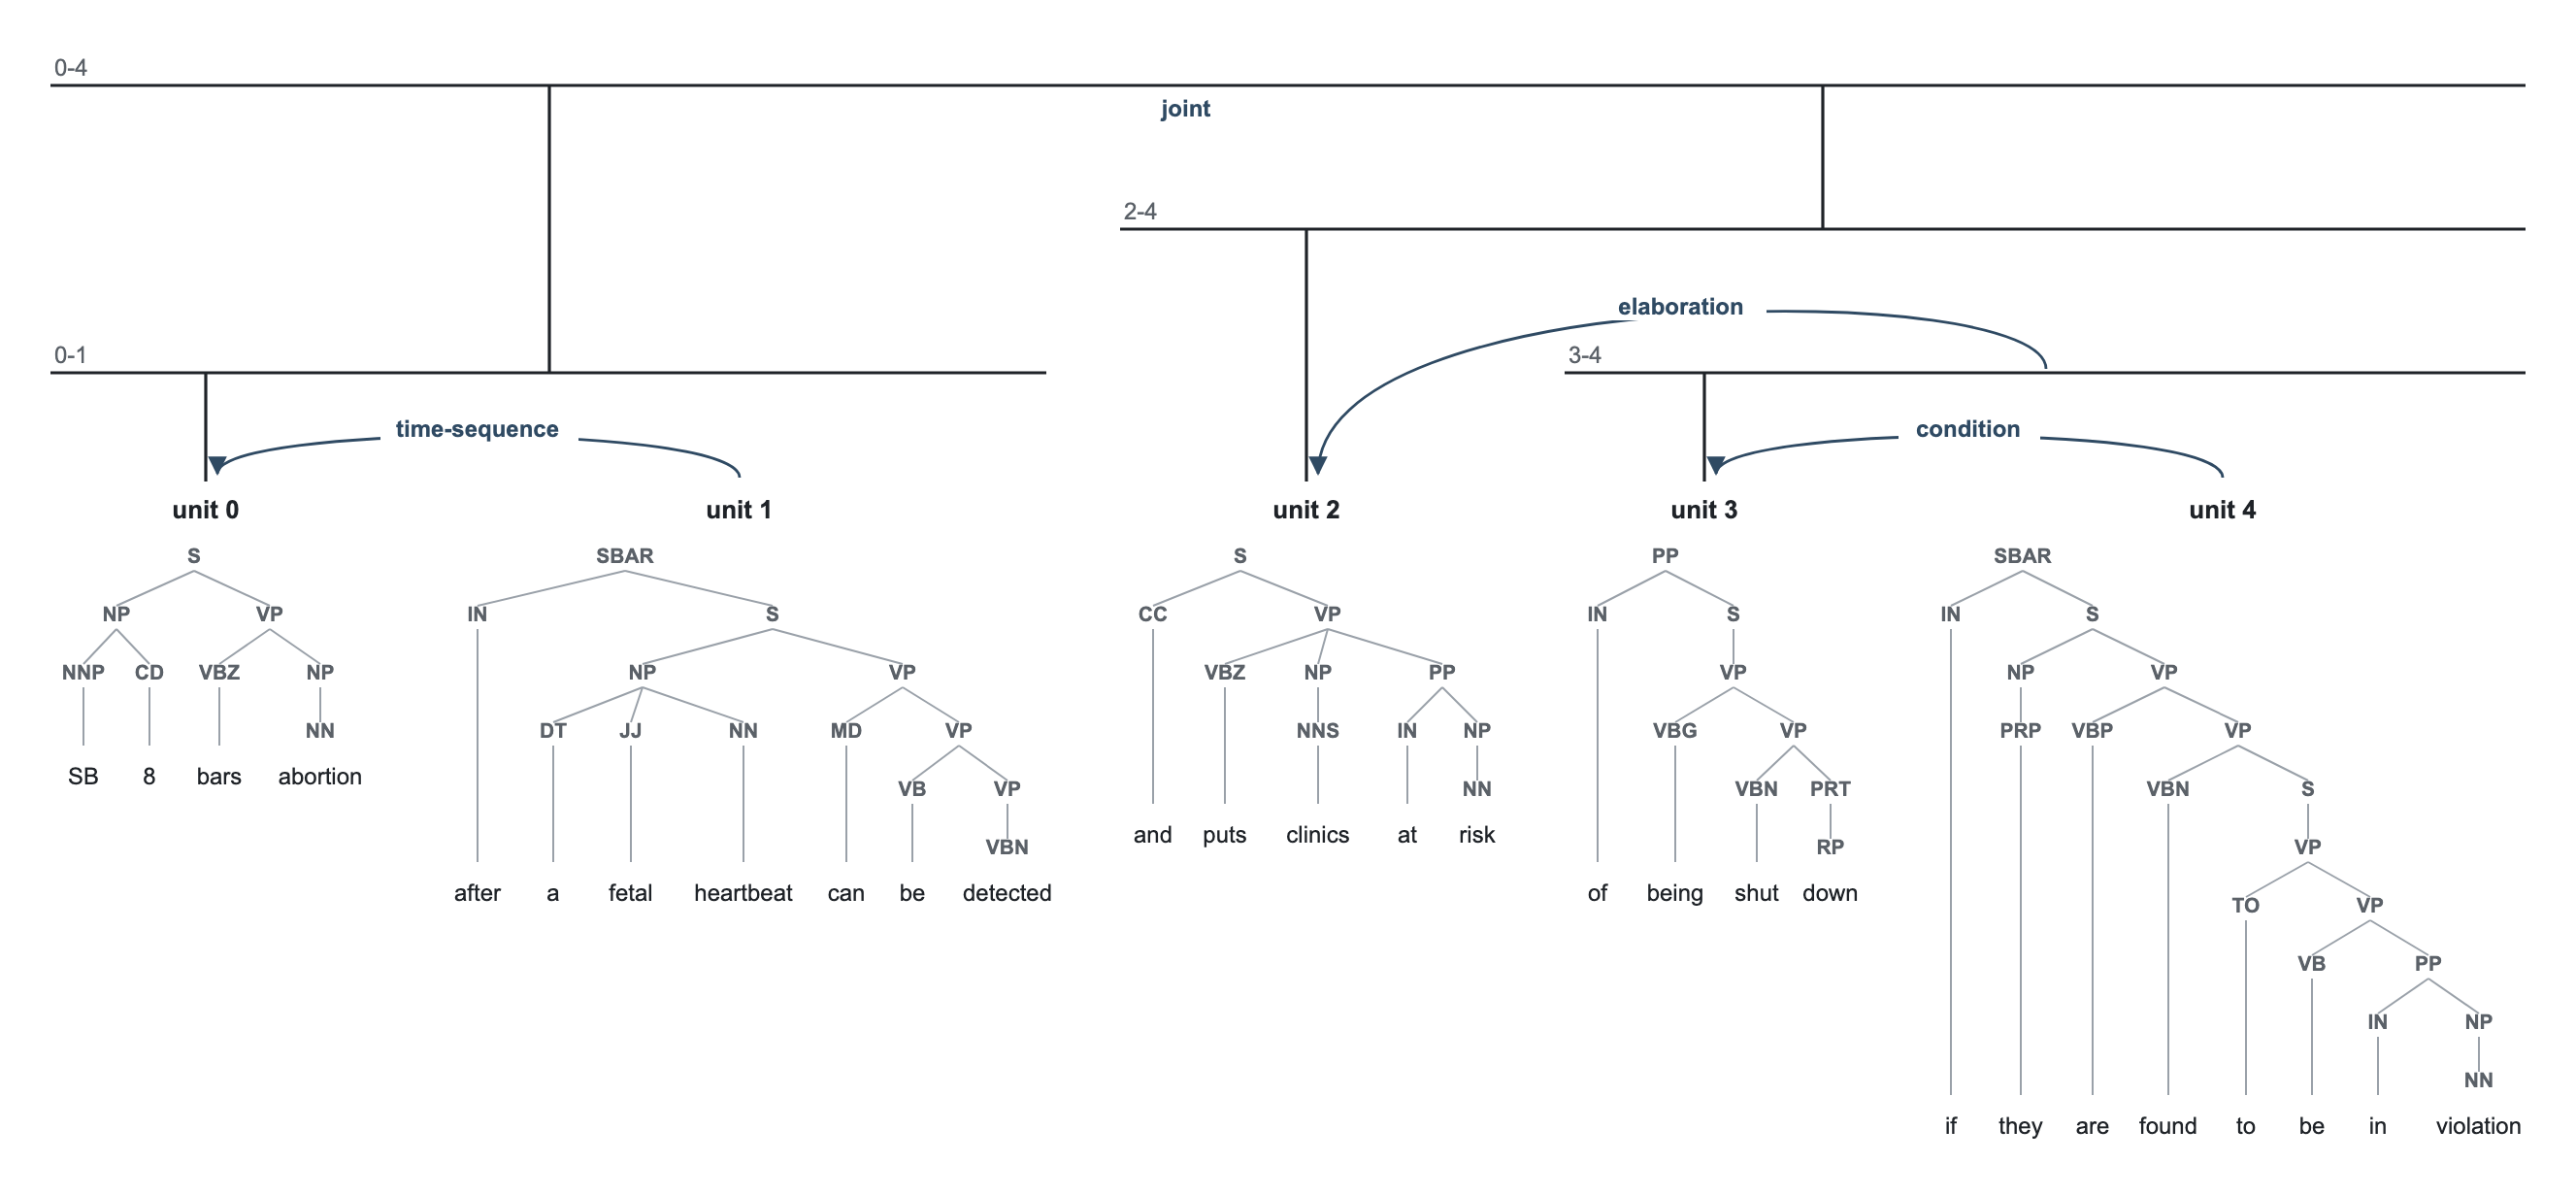 0-4
joint
2-4
elaboration
0-1
3-4
time-sequence
condition
unit 0 unit 1 unit 2 unit 3 unit 4
S SBAR S PP SBAR
NP VP IN S CC VP IN S IN S
NNP CD VBZ NP NP VP VBZ NP PP VP NP VP
NN DT JJ NN MD VP NNS IN NP VBG VP PRP VBP VP
SB 8 bars abortion
VB VP NN VBN PRT VBN S
and puts clinics at risk
VBN RP VP
after a fetal heartbeat can be detected of being shut down
TO VP
VB PP
IN NP
NN
if they are found to be in violation